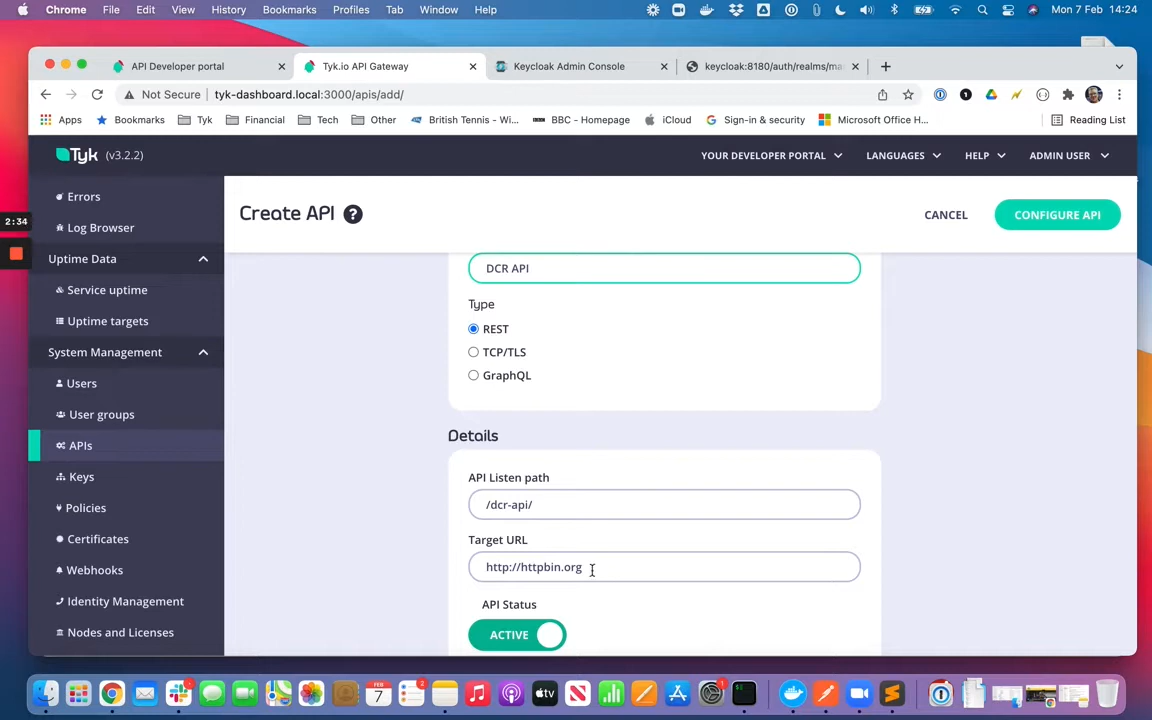 Chrome File Edit View History Bookmarks Profiles Tab Window Help Mon 7 Feb 14:24
API Developer portal Tyk.io API Gateway Keycloak Admin Console keycloak:8180/auth/realms/ma
Not Secure tyk-dashboard.local:3000/apis/add/
Apps Bookmarks Tyk Financial Tech Other British Tennis - Wi... BBC - Homepage iCloud Sign-in & security Microsoft Office H... Reading List
Tyk (v3.2.2) YOUR DEVELOPER PORTAL LANGUAGES HELP ADMIN USER
Errors
Log Browser
Uptime Data
Service uptime
Uptime targets
System Management
Users
User groups
APIs
Keys
Policies
Certificates
Webhooks
Identity Management
Nodes and Licenses
2:34
Create API ? CANCEL CONFIGURE API
DCR API
Type
REST
TCP/TLS
GraphQL
Details
API Listen path
/dcr-api/
Target URL
http://httpbin.org
API Status
ACTIVE